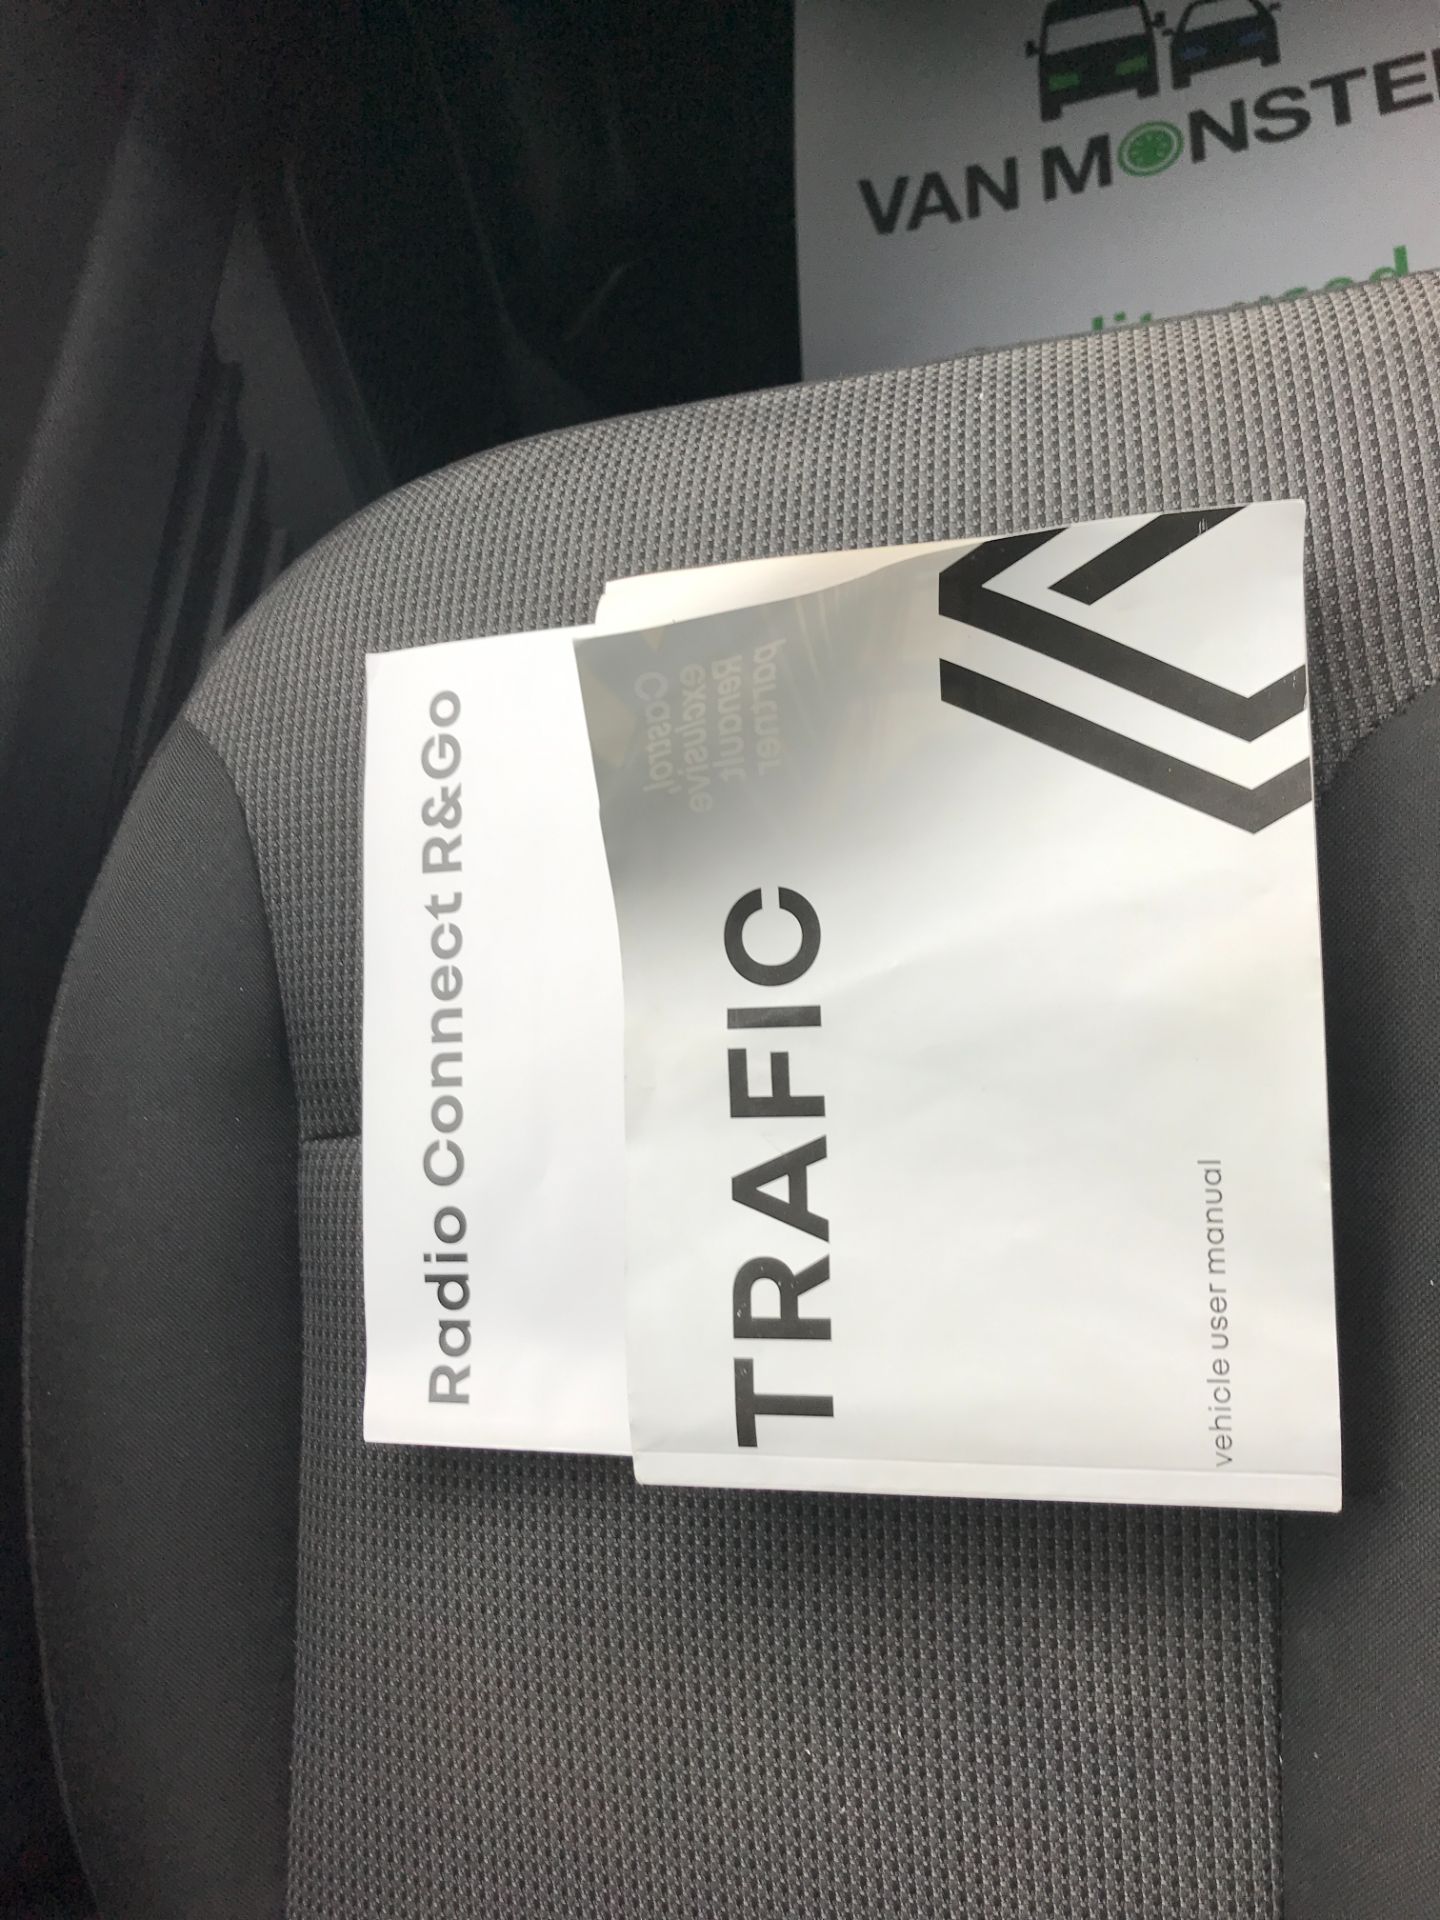 VAN MONSTE
Radio Connect R&Go
TRAFIC
vehicle user manual
Castrol,
exclusive
Renault
partner